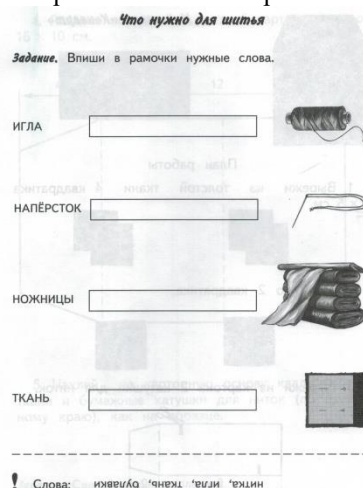 Что нужно для шитья
Задание. Впиши в рамочки нужные слова.
ИГЛА
НАПЁРСТОК
НОЖНИЦЫ
ТКАНЬ
! Слова: нитка, игла, ткань, булавки